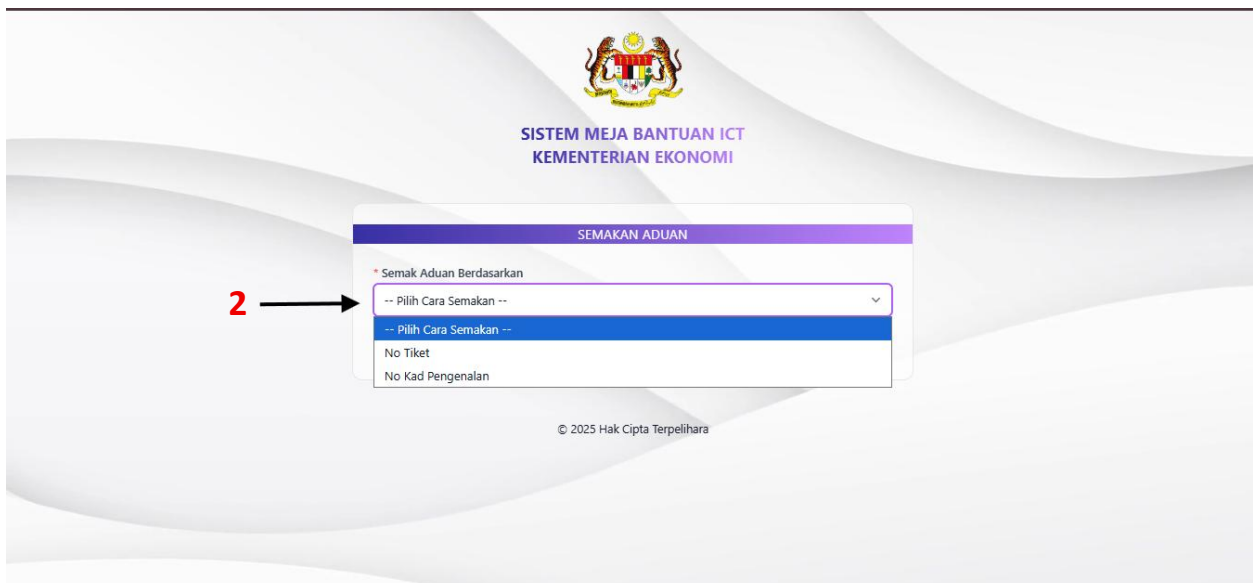 SISTEM MEJA BANTUAN ICT
KEMENTERIAN EKONOMI
SEMAKAN ADUAN
* Semak Aduan Berdasarkan
2
-- Pilih Cara Semakan --
-- Pilih Cara Semakan --
No Tiket
No Kad Pengenalan
© 2025 Hak Cipta Terpelihara